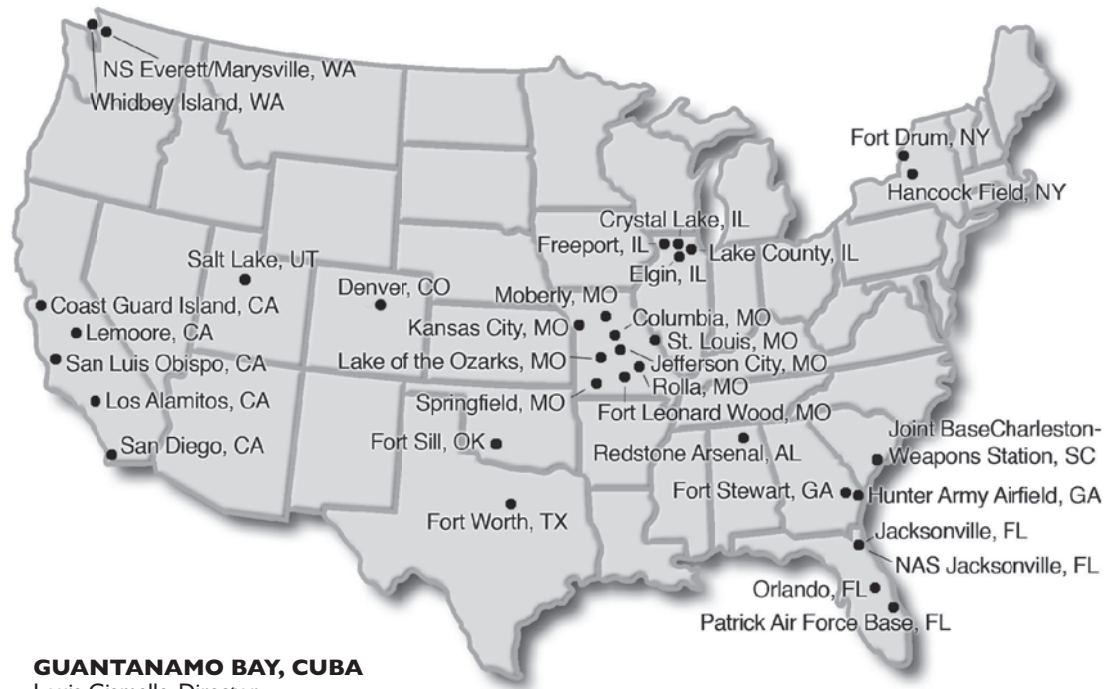 NS Everett/Marysville, WA
Whidbey Island, WA
Fort Drum, NY
Hancock Field, NY
Crystal Lake, IL
Freeport, IL
Lake County, IL
Elgin, IL
Salt Lake, UT
Denver, CO
Moberly, MO
Coast Guard Island, CA
Kansas City, MO
Columbia, MO
Lemoore, CA
St. Louis, MO
San Luis Obispo, CA
Lake of the Ozarks, MO
Jefferson City, MO
Rolla, MO
Los Alamitos, CA
Springfield, MO
Fort Leonard Wood, MO
San Diego, CA
Fort Sill, OK
Redstone Arsenal, AL
Joint BaseCharleston-
Weapons Station, SC
Fort Stewart, GA
Hunter Army Airfield, GA
Fort Worth, TX
Jacksonville, FL
NAS Jacksonville, FL
Orlando, FL
Patrick Air Force Base, FL
GUANTANAMO BAY, CUBA